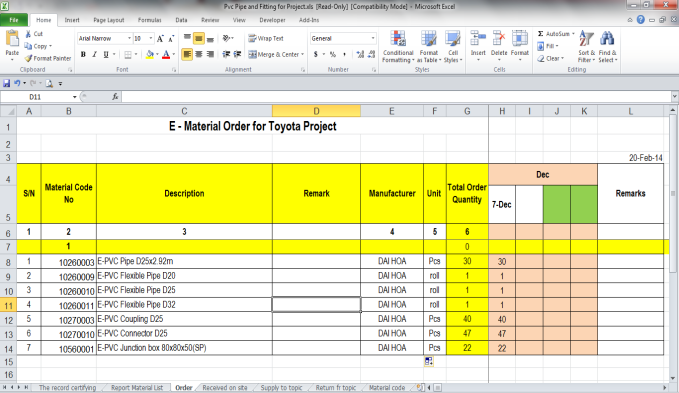 Pvc Pipe and Fitting for Project.xls [Read-Only] [Compatibility Mode] - Microsoft Excel
File Home Insert Page Layout Formulas Data Review View Developer Add-Ins
Paste
Cut
Copy
Format Painter
Clipboard
Arial Narrow 10
B I U
Font
Wrap Text
Merge & Center
Alignment
General
$ % ,
Number
Conditional Formatting
Format as Table
Cell Styles
Styles
Insert Delete Format
Cells
AutoSum
Fill
Clear
Sort & Filter
Find & Select
Editing
D11 fx
A B C D E F G H I J K L
1 E - Material Order for Toyota Project
2
3 20-Feb-14
4 Dec
5 S/N Material Code No Description Remark Manufacturer Unit Total Order Quantity 7-Dec Remarks
6 1 2 3 4 5 6
7 1 0
8 1 10260003 E-PVC Pipe D25x2.92m DAI HOA Pcs 30 30
9 2 10260009 E-PVC Flexible Pipe D20 DAI HOA roll 1 1
10 3 10260010 E-PVC Flexible Pipe D25 DAI HOA roll 1 1
11 4 10260011 E-PVC Flexible Pipe D32 DAI HOA roll 1 1
12 5 10270003 E-PVC Coupling D25 DAI HOA Pcs 40 40
13 6 10270010 E-PVC Connector D25 DAI HOA Pcs 47 47
14 7 10560001 E-PVC Junction box 80x80x50(SP) DAI HOA Pcs 22 22
15
16
The record certifying Report Material List Order Received on site Supply to topic Return fr topic Material code